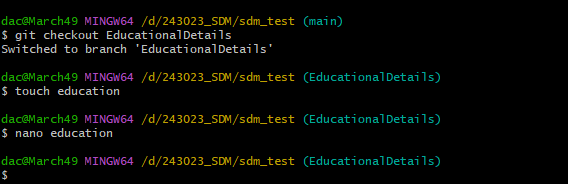 dac@March49 MINGW64 /d/243023_SDM/sdm_test (main)
$ git checkout EducationalDetails
Switched to branch 'EducationalDetails'
dac@March49 MINGW64 /d/243023_SDM/sdm_test (EducationalDetails)
$ touch education
dac@March49 MINGW64 /d/243023_SDM/sdm_test (EducationalDetails)
$ nano education
dac@March49 MINGW64 /d/243023_SDM/sdm_test (EducationalDetails)
$